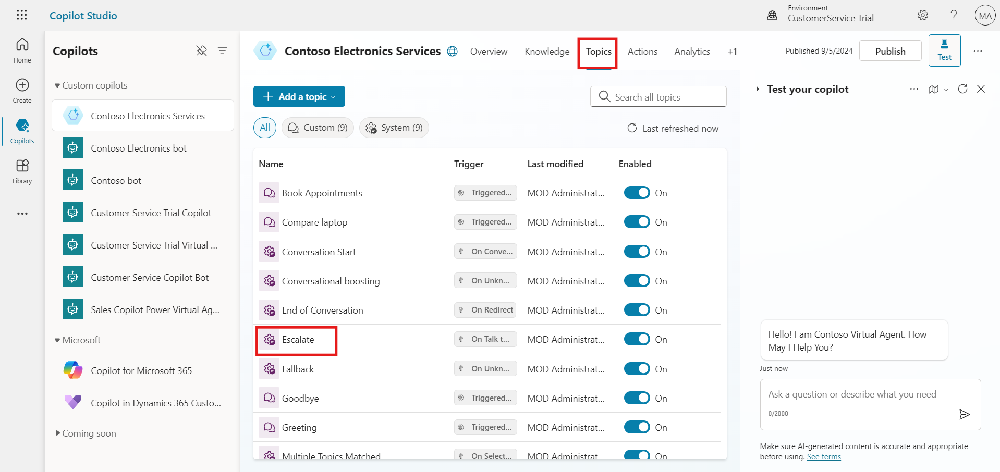 Copilot Studio
Environment
CustomerService Trial
MA
Home
Create
Copilots
Library
Copilots
Custom copilots
Contoso Electronics Services
Contoso Electronics bot
Contoso bot
Customer Service Trial Copilot
Customer Service Trial Virtual ...
Customer Service Copilot Bot
Sales Copilot Power Virtual Ag...
Microsoft
Copilot for Microsoft 365
Copilot in Dynamics 365 Custo...
Coming soon
Contoso Electronics Services
Overview
Knowledge
Topics
Actions
Analytics
+1
Published 9/5/2024
Publish
Test
Add a topic
Search all topics
All
Custom (9)
System (9)
Last refreshed now
Name Trigger Last modified Enabled
Book Appointments Triggered... MOD Administrat... On
Compare laptop Triggered... MOD Administrat... On
Conversation Start On Conve... MOD Administrat... On
Conversational boosting On Unkn... MOD Administrat... On
End of Conversation On Redirect MOD Administrat... On
Escalate On Talk t... MOD Administrat... On
Fallback On Unkn... MOD Administrat... On
Goodbye Triggered... MOD Administrat... On
Greeting Triggered... MOD Administrat... On
Multiple Topics Matched On Select... MOD Administrat... On
Test your copilot
Hello! I am Contoso Virtual Agent. How
May I Help You?
Just now
Ask a question or describe what you need
0/2000
Make sure AI-generated content is accurate and appropriate
before using. See terms